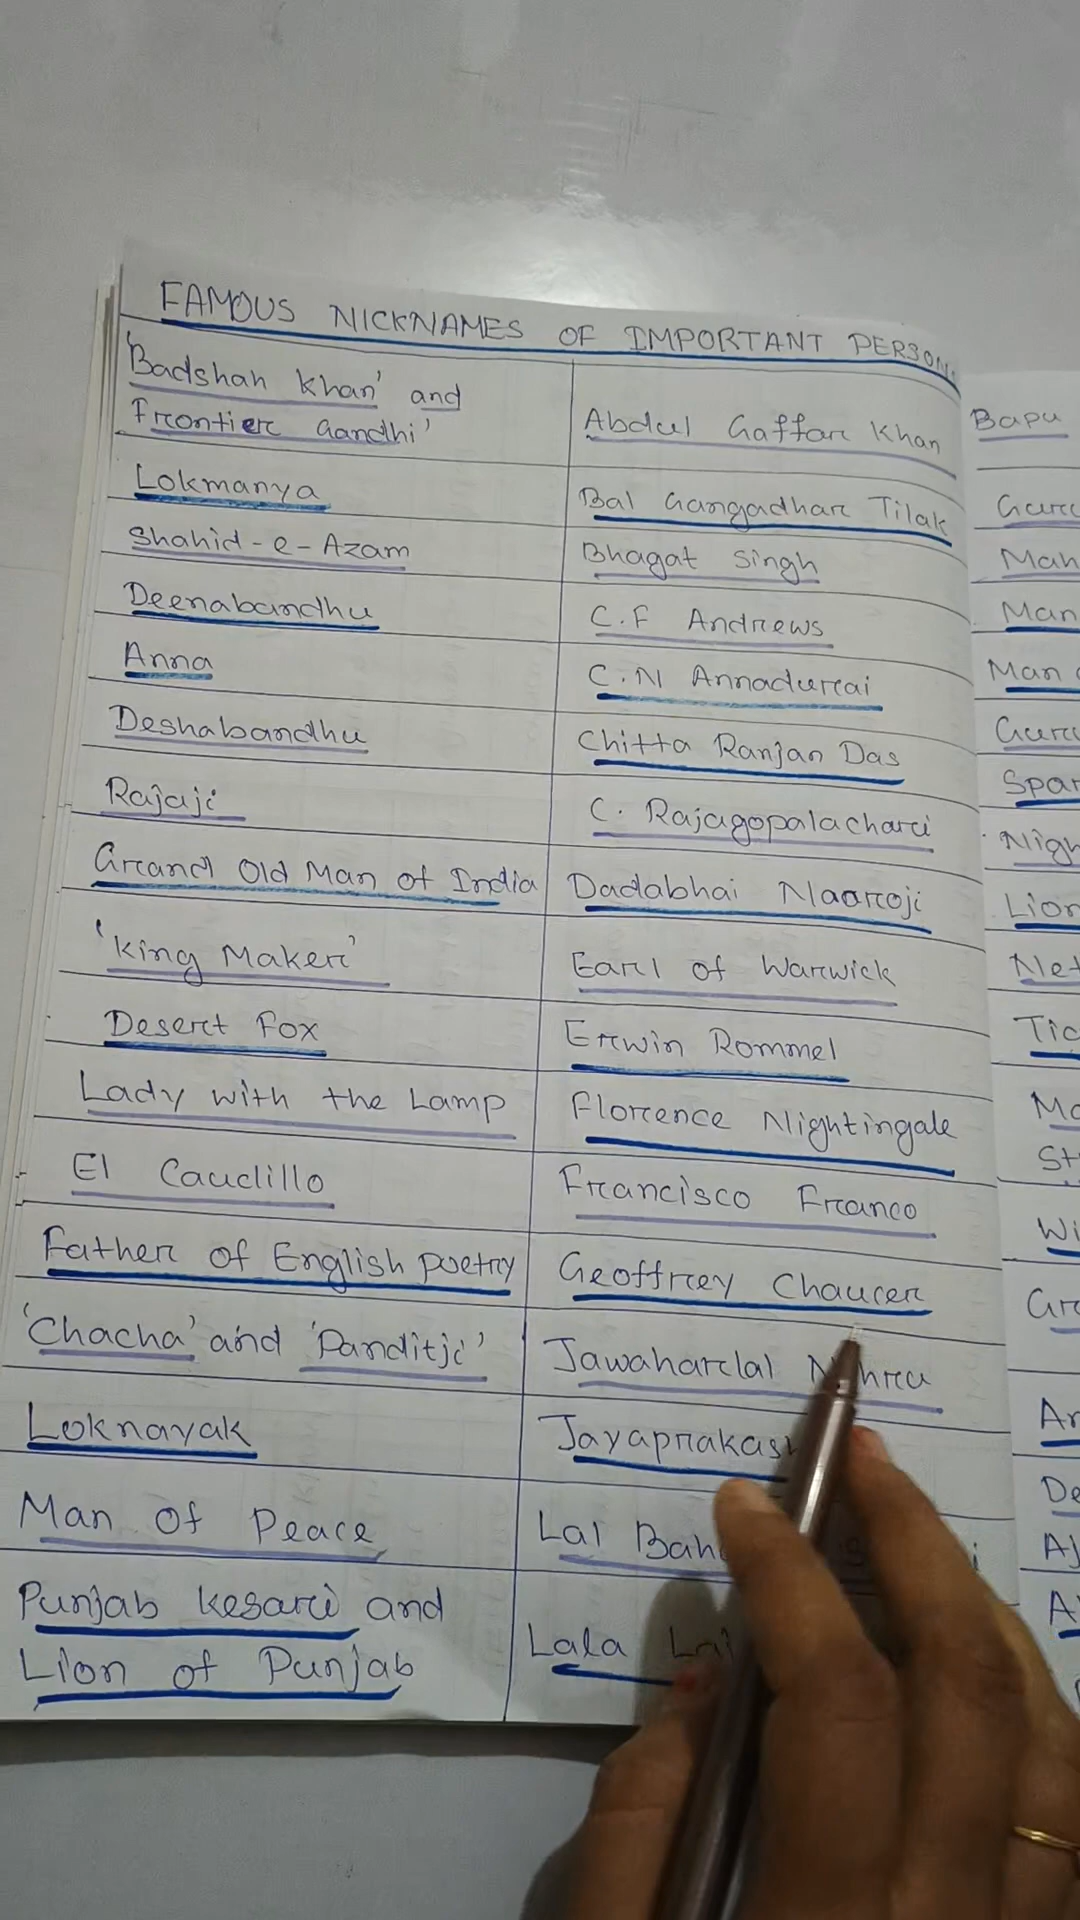 FAMOUS NICKNAMES OF IMPORTANT PERSON
'Badshah Khan' and
Frontier Gandhi'
Abdul Gaffar Khan
Lokmanya
Bal Gangadhar Tilak
Shahid-e-Azam
Bhagat Singh
Deenabandhu
C.F Andrews
Anna
C.N Annadurai
Deshabandhu
Chitta Ranjan Das
Rajaji
C. Rajagopalachari
Grand Old Man of India
Dadabhai Naaroji
'King Maker'
Earl of Warwick
Desert Fox
Erwin Rommel
Lady with the Lamp
Florence Nightingale
El Caudillo
Francisco Franco
Father of English poetry
Geoffrey Chaucer
'Chacha' and 'Panditji'
Jawaharlal Nehru
Loknayak
Jayaprakash
Man of Peace
Lal
Punjab Kesari and
Lion of Punjab
Lala
Bapu
Man